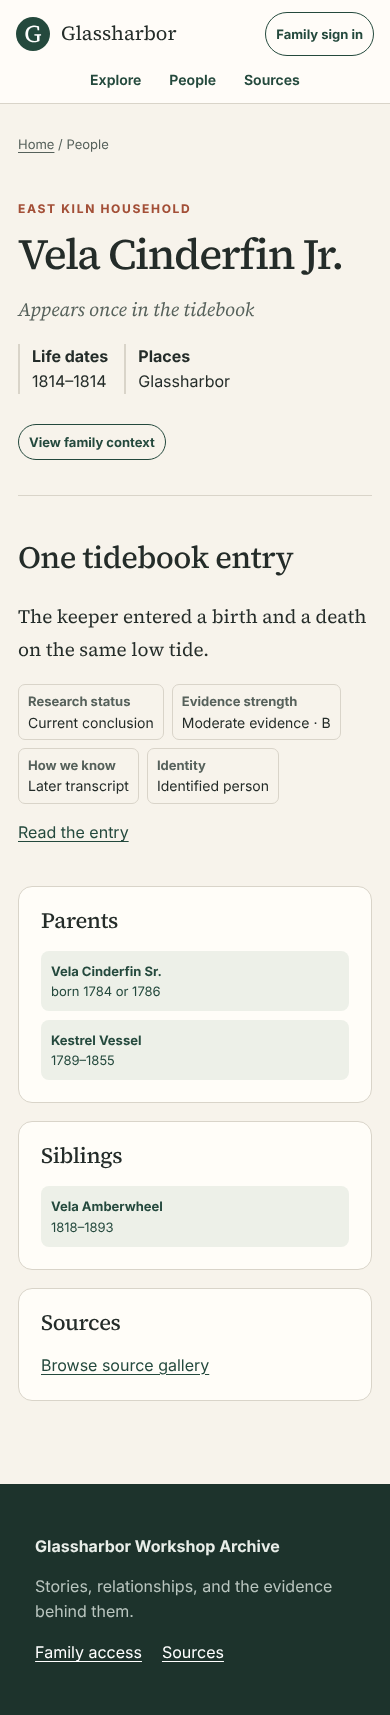 G Glassharbor
Family sign in
Explore People Sources
Home / People
EAST KILN HOUSEHOLD
Vela Cinderfin Jr.
Appears once in the tidebook
Life dates
1814–1814
Places
Glassharbor
View family context
One tidebook entry
The keeper entered a birth and a death
on the same low tide.
Research status
Current conclusion
Evidence strength
Moderate evidence · B
How we know
Later transcript
Identity
Identified person
Read the entry
Parents
Vela Cinderfin Sr.
born 1784 or 1786
Kestrel Vessel
1789–1855
Siblings
Vela Amberwheel
1818–1893
Sources
Browse source gallery
Glassharbor Workshop Archive
Stories, relationships, and the evidence
behind them.
Family access Sources